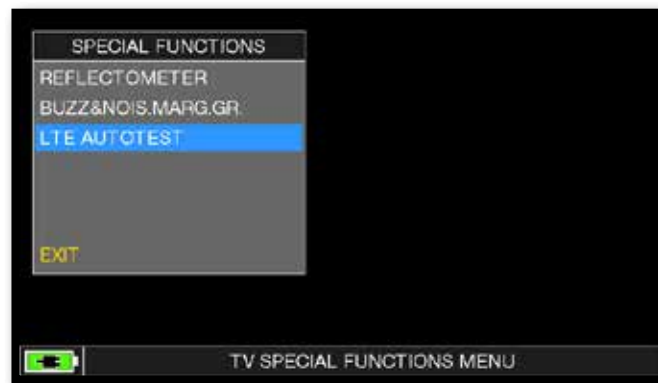 SPECIAL FUNCTIONS
REFLECTOMETER
BUZZ&NOIS.MARG.GR.
LTE AUTOTEST
EXIT
TV SPECIAL FUNCTIONS MENU